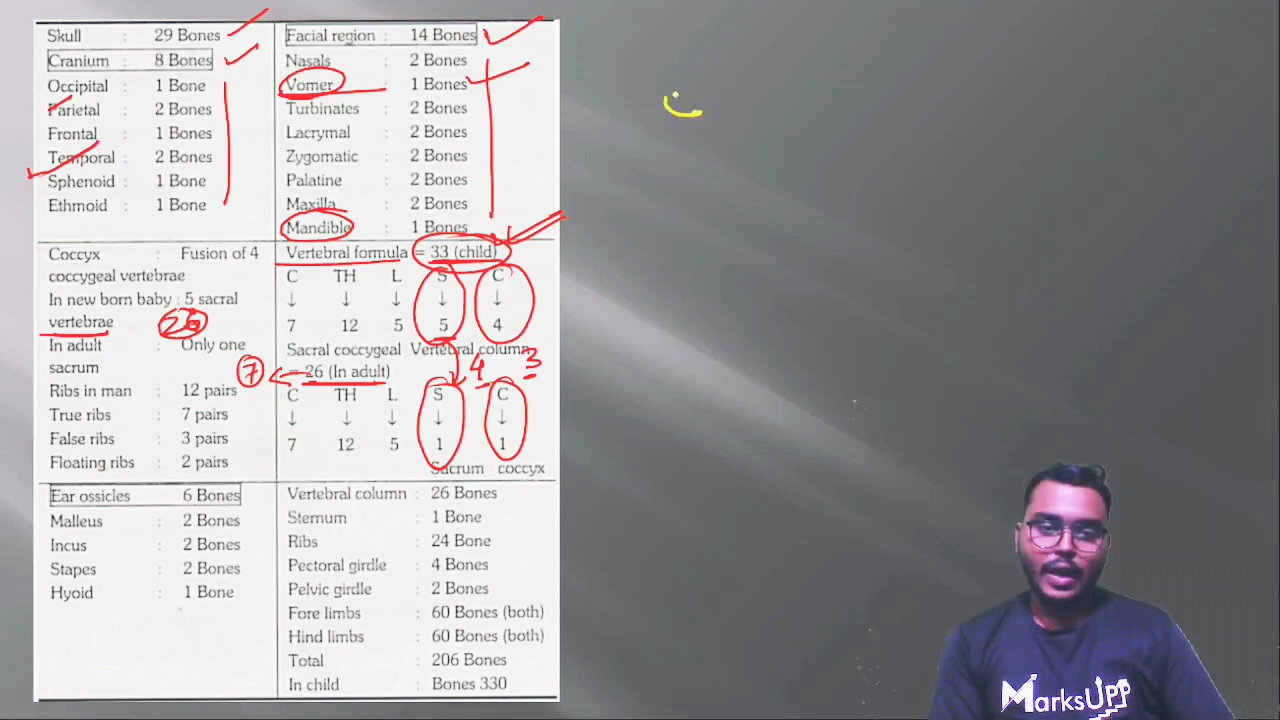 Skull : 29 Bones
Cranium : 8 Bones
Occipital : 1 Bone
Parietal : 2 Bones
Frontal : 1 Bones
Temporal : 2 Bones
Sphenoid : 1 Bone
Ethmoid : 1 Bone
Facial region : 14 Bones
Nasals : 2 Bones
Vomer : 1 Bones
Turbinates : 2 Bones
Lacrymal : 2 Bones
Zygomatic : 2 Bones
Palatine : 2 Bones
Maxilla : 2 Bones
Mandible : 1 Bones
Coccyx : Fusion of 4
coccygeal vertebrae
In new born baby : 5 sacral
vertebrae 26
In adult : Only one
sacrum 7
Ribs in man : 12 pairs
True ribs : 7 pairs
False ribs : 3 pairs
Floating ribs : 2 pairs
Vertebral formula = 33 (child)
C TH L S C
↓ ↓ ↓ ↓ ↓
7 12 5 5 4
Sacral coccygeal Vertebral column
= 26 (In adult) 4 3
C TH L S C
↓ ↓ ↓ ↓ ↓
7 12 5 1 1
Sacrum coccyx
Ear ossicles 6 Bones
Malleus : 2 Bones
Incus : 2 Bones
Stapes : 2 Bones
Hyoid : 1 Bone
Vertebral column : 26 Bones
Sternum : 1 Bone
Ribs : 24 Bone
Pectoral girdle : 4 Bones
Pelvic girdle : 2 Bones
Fore limbs : 60 Bones (both)
Hind limbs : 60 Bones (both)
Total : 206 Bones
In child : Bones 330
MarksUPP